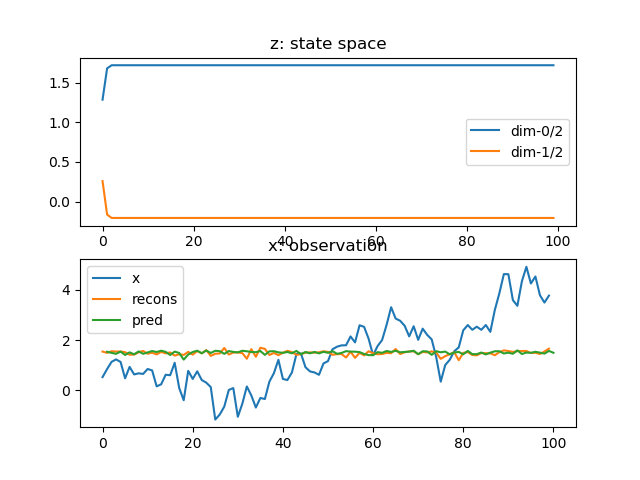 z: state space
1.5
1.0
0.5
0.0
dim-0/2
dim-1/2
0 20 40 60 80 100
x: observation
4
2
0
x
recons
pred
0 20 40 60 80 100